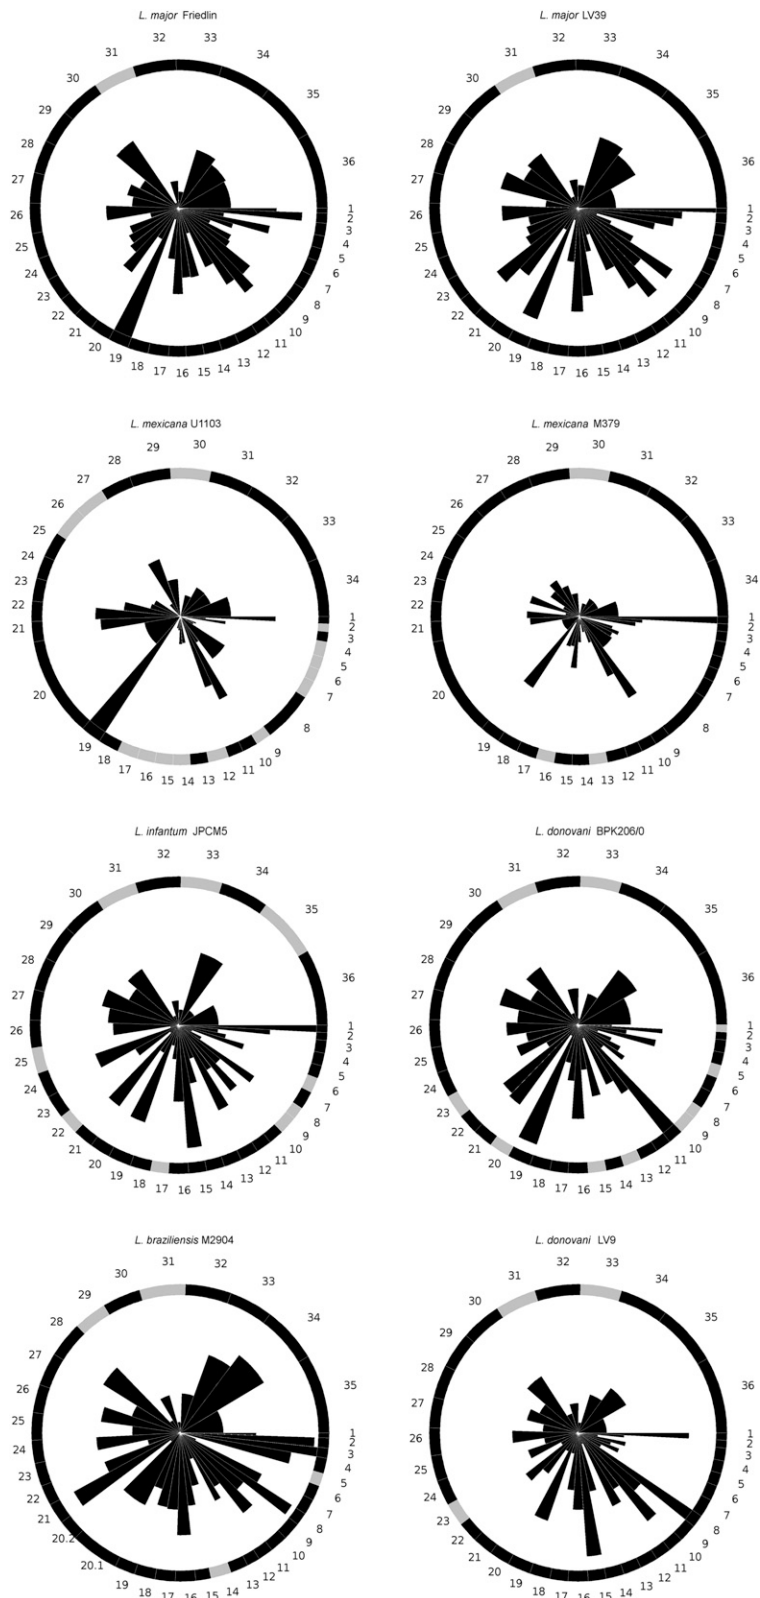 L. major Friedlin
1 2 3 4 5 6 7 8 9 10 11 12 13 14 15 16 17 18 19 20 21 22 23 24 25 26 27 28 29 30 31 32 33 34 35 36
L. major LV39
1 2 3 4 5 6 7 8 9 10 11 12 13 14 15 16 17 18 19 20 21 22 23 24 25 26 27 28 29 30 31 32 33 34 35 36
L. mexicana U1103
1 2 3 4 5 6 7 8 9 10 11 12 13 14 15 16 17 18 19 20 21 22 23 24 25 26 27 28 29 30 31 32 33 34
L. mexicana M379
1 2 3 4 5 6 7 8 9 10 11 12 13 14 15 16 17 18 19 20 21 22 23 24 25 26 27 28 29 30 31 32 33 34
L. infantum JPCM5
1 2 3 4 5 6 7 8 9 10 11 12 13 14 15 16 17 18 19 20 21 22 23 24 25 26 27 28 29 30 31 32 33 34 35 36
L. donovani BPK206/0
1 2 3 4 5 6 7 8 9 10 11 12 13 14 15 16 17 18 19 20 21 22 23 24 25 26 27 28 29 30 31 32 33 34 35 36
L. braziliensis M2904
1 2 3 4 5 6 7 8 9 10 11 12 13 14 15 16 17 18 19 20.1 20.2 21 22 23 24 25 26 27 28 29 30 31 32 33 34 35
L. donovani LV9
1 2 3 4 5 6 7 8 9 10 11 12 13 14 15 16 17 18 19 20 21 22 23 24 25 26 27 28 29 30 31 32 33 34 35 36